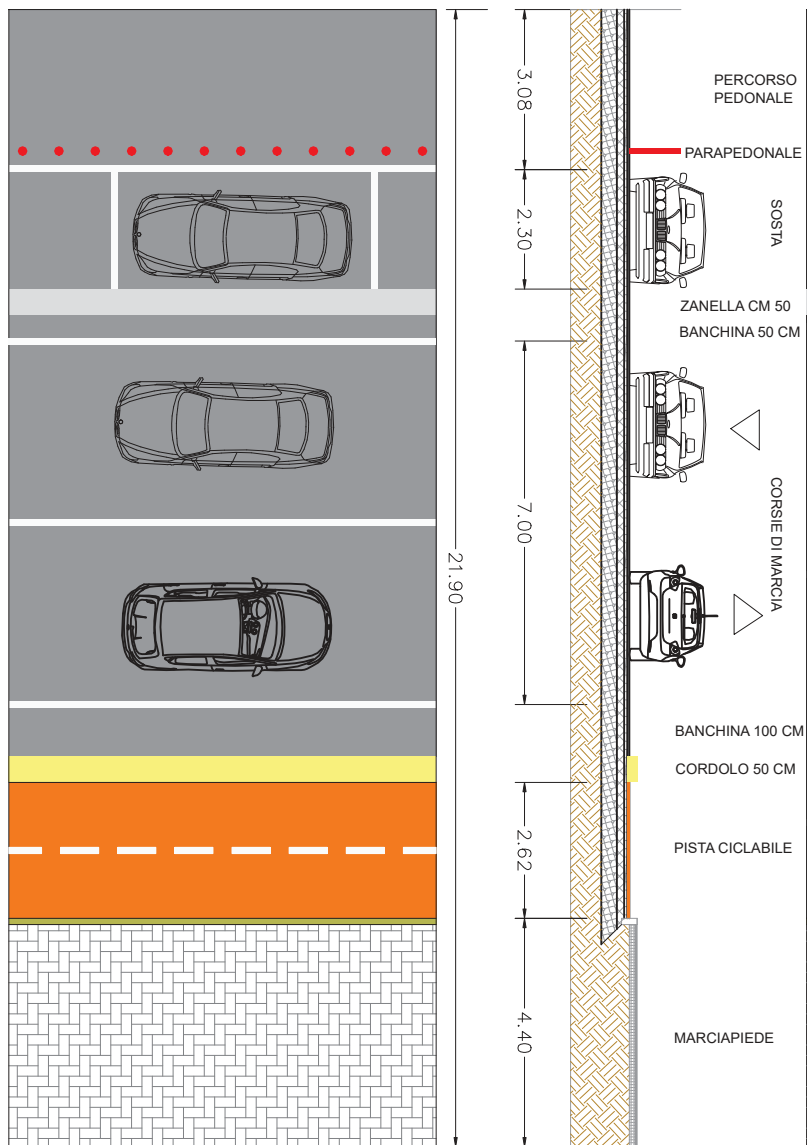 3.08
PERCORSO
PEDONALE
PARAPEDONALE
2.30
SOSTA
ZANELLA CM 50
BANCHINA 50 CM
7.00
CORSIE DI MARCIA
21.90
BANCHINA 100 CM
CORDOLO 50 CM
2.62
PISTA CICLABILE
4.40
MARCIAPIEDE